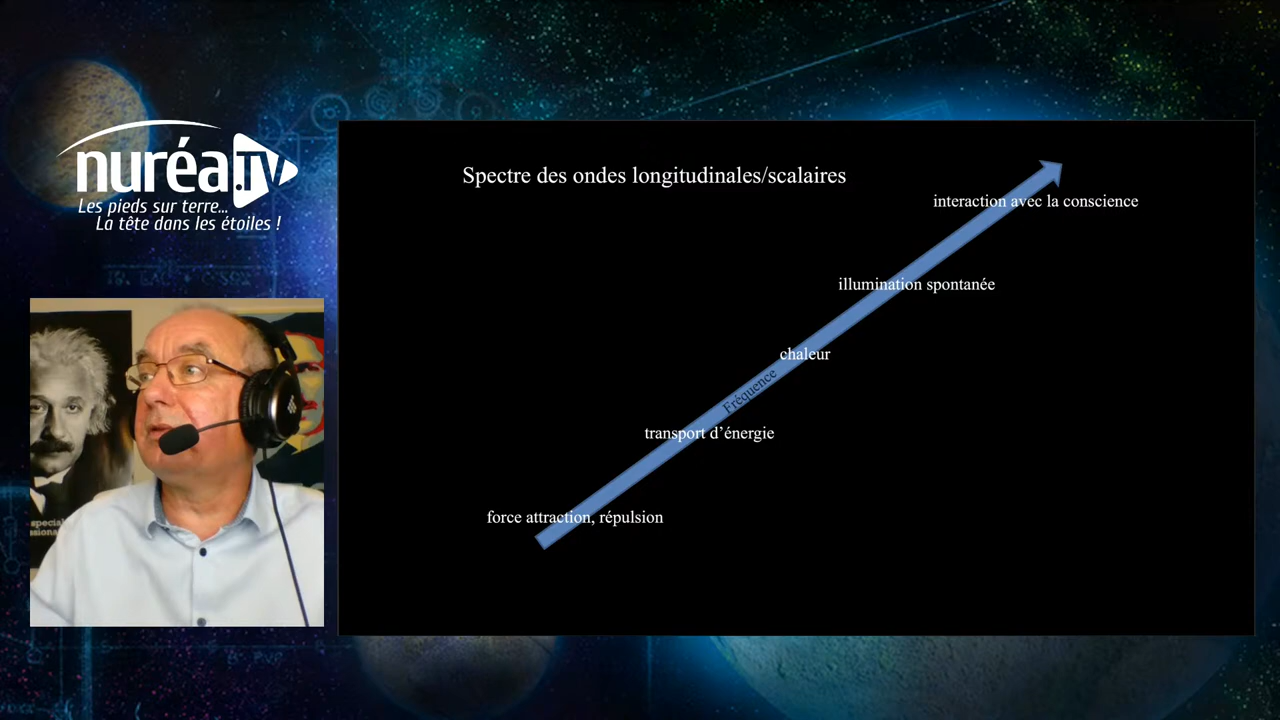 nuréa.TV
Les pieds sur terre...
La tête dans les étoiles !
Spectre des ondes longitudinales/scalaires
interaction avec la conscience
illumination spontanée
chaleur
Fréquence
transport d'énergie
force attraction, répulsion
special